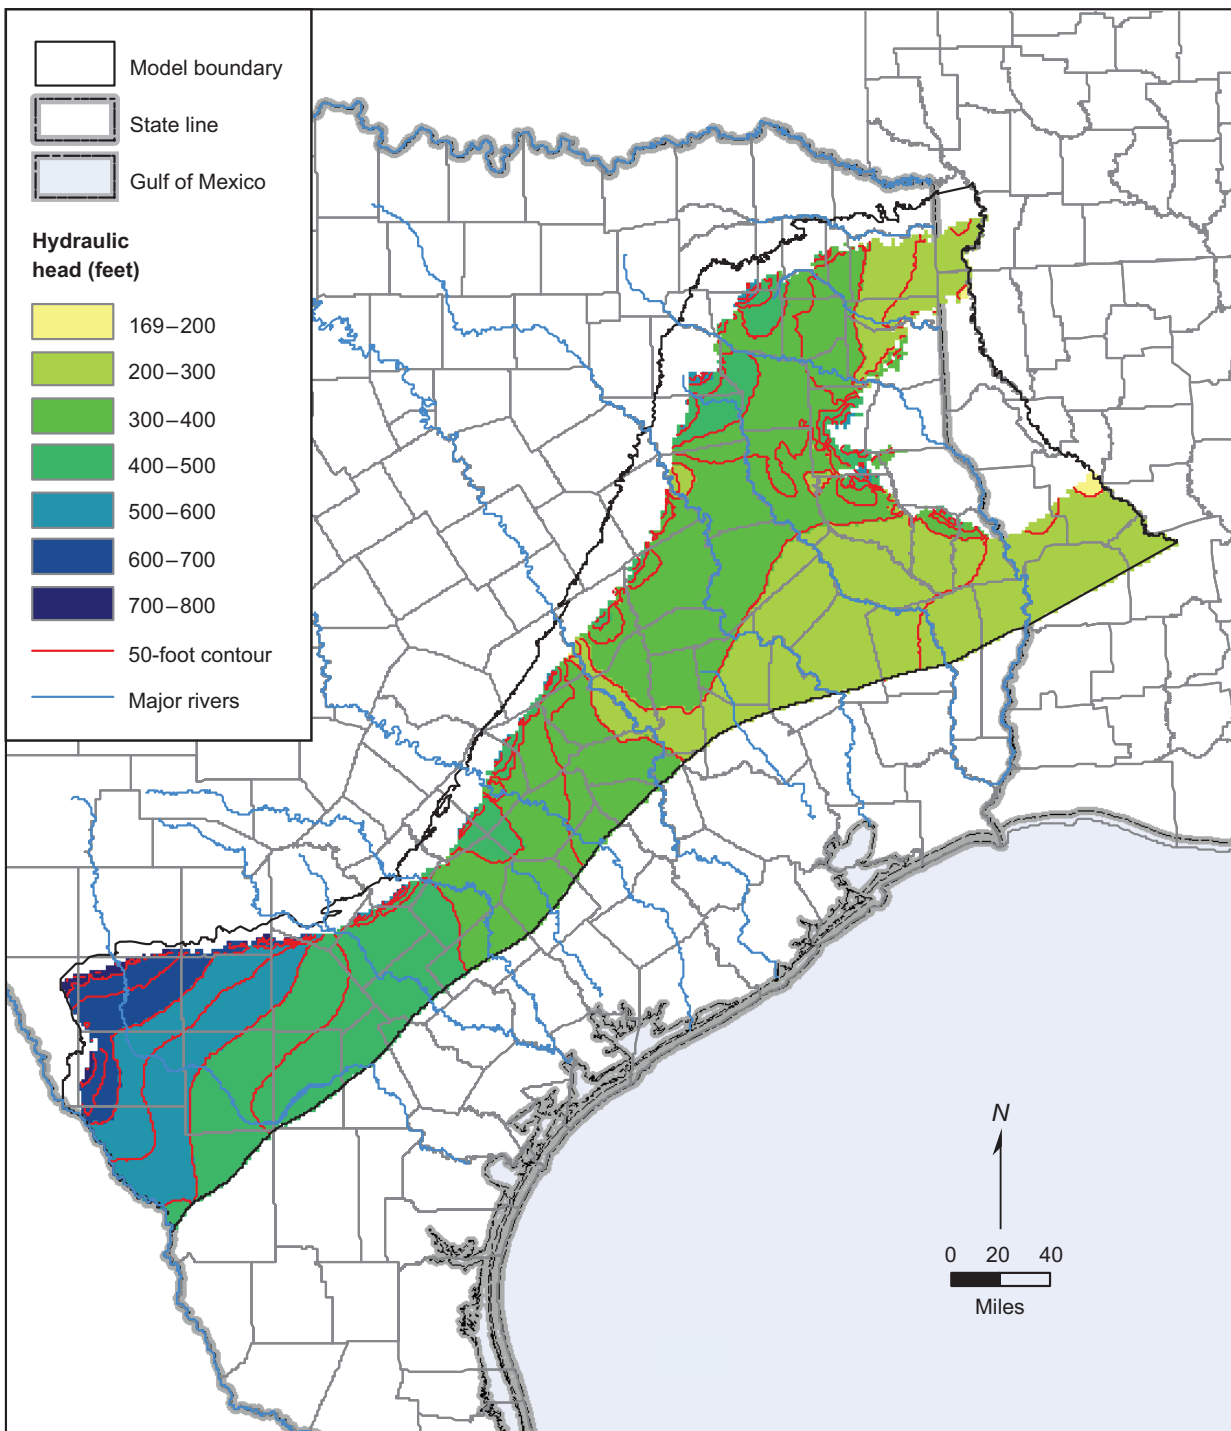 Model boundary
State line
Gulf of Mexico
Hydraulic
head (feet)
169–200
200–300
300–400
400–500
500–600
600–700
700–800
50-foot contour
Major rivers
N
0 20 40
Miles